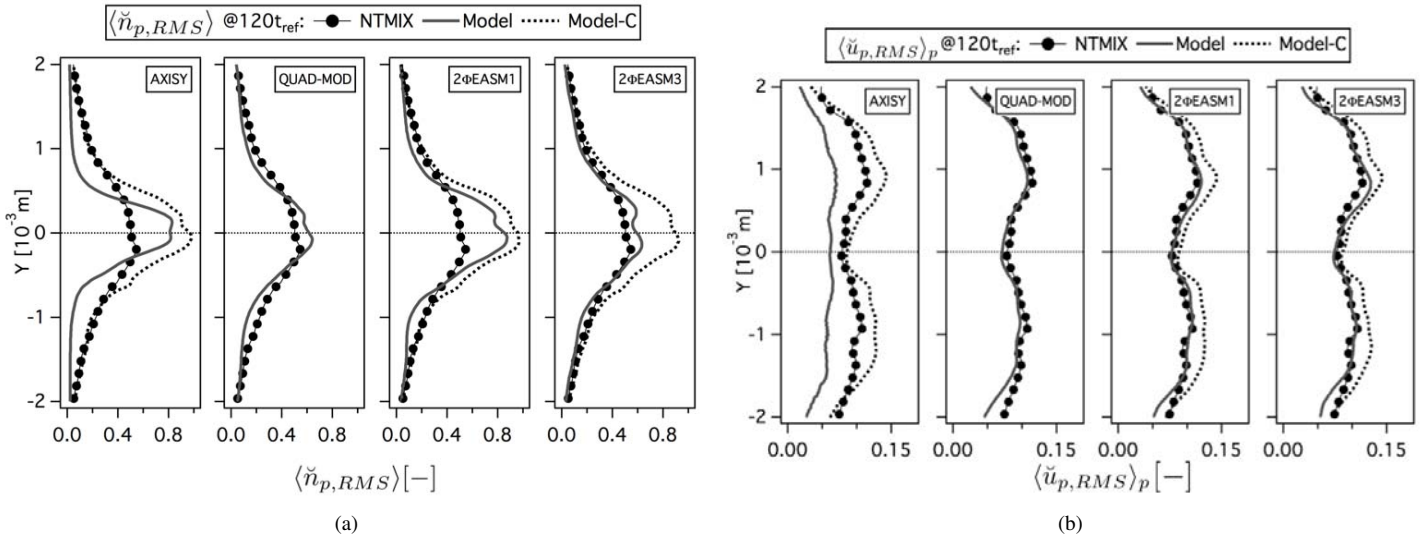 ⟨n̆p,RMS⟩ @120tref: NTMIX Model Model-C
2 1 0 -1 -2
Y [10-3m]
AXISY QUAD-MOD 2ΦEASM1 2ΦEASM3
0.0 0.4 0.8 0.0 0.4 0.8 0.0 0.4 0.8 0.0 0.4 0.8
⟨n̆p,RMS⟩[−]
(a)
⟨ŭp,RMS⟩p @120tref: NTMIX Model Model-C
2 1 0 -1 -2
Y [10-3m]
AXISY QUAD-MOD 2ΦEASM1 2ΦEASM3
0.00 0.15 0.00 0.15 0.00 0.15 0.00 0.15
⟨ŭp,RMS⟩p[−]
(b)